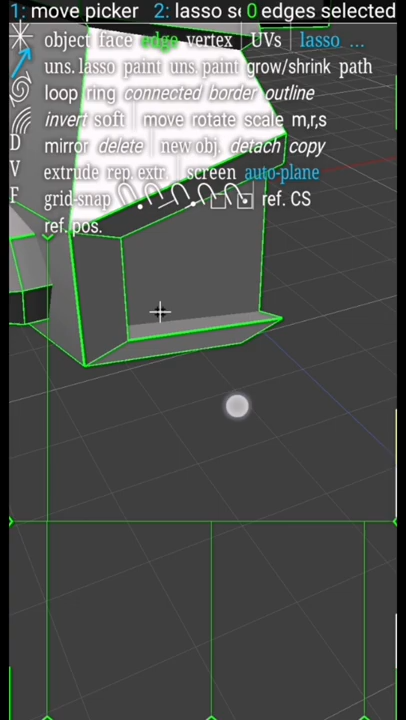 1: move picker 2: lasso s 0 edges selected
object face edge vertex UVs lasso ...
uns. lasso paint uns. paint grow/shrink path
loop ring connected border outline
invert soft move rotate scale m,r,s
D mirror delete new obj. detach copy
V extrude rep. extr. screen auto-plane
F grid-snap ref. CS
ref. pos.